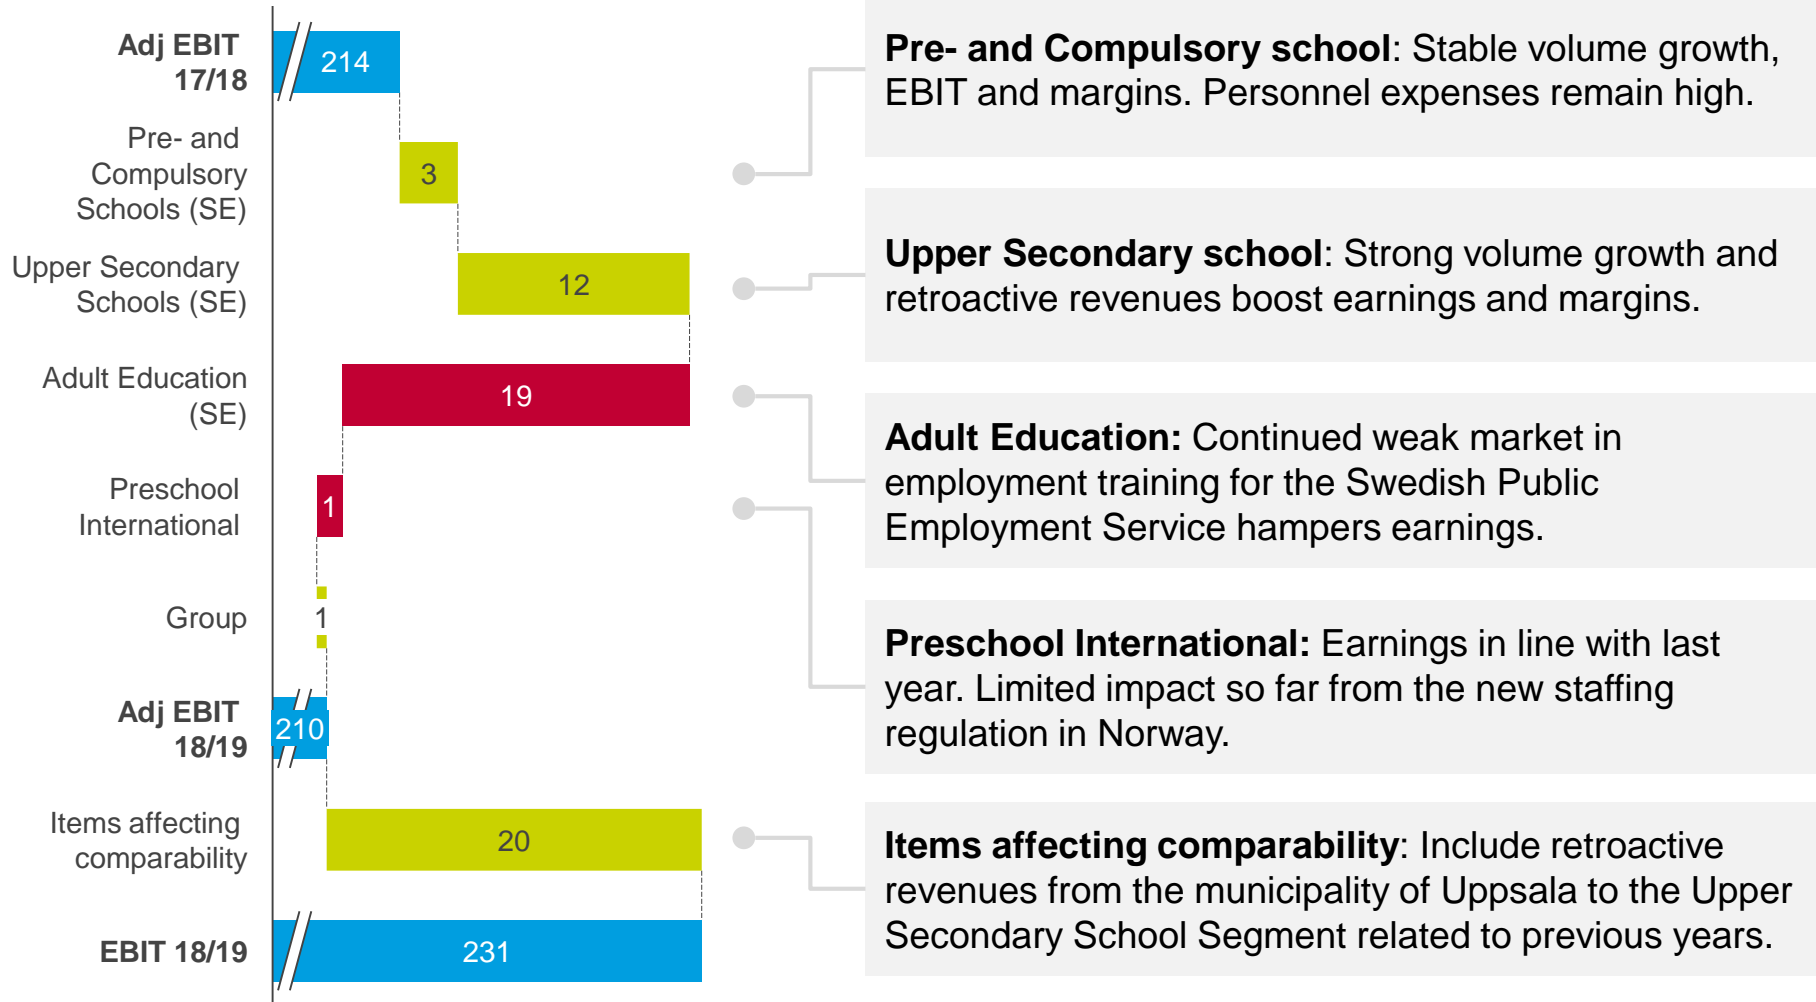 Adj EBIT
17/18
214
Pre- and
Compulsory
Schools (SE)
3
Upper Secondary
Schools (SE)
12
Adult Education
(SE)
19
Preschool
International
1
Group
1
Adj EBIT
18/19
210
Items affecting
comparability
20
EBIT 18/19
231
Pre- and Compulsory school: Stable volume growth,
EBIT and margins. Personnel expenses remain high.
Upper Secondary school: Strong volume growth and
retroactive revenues boost earnings and margins.
Adult Education: Continued weak market in
employment training for the Swedish Public
Employment Service hampers earnings.
Preschool International: Earnings in line with last
year. Limited impact so far from the new staffing
regulation in Norway.
Items affecting comparability: Include retroactive
revenues from the municipality of Uppsala to the Upper
Secondary School Segment related to previous years.